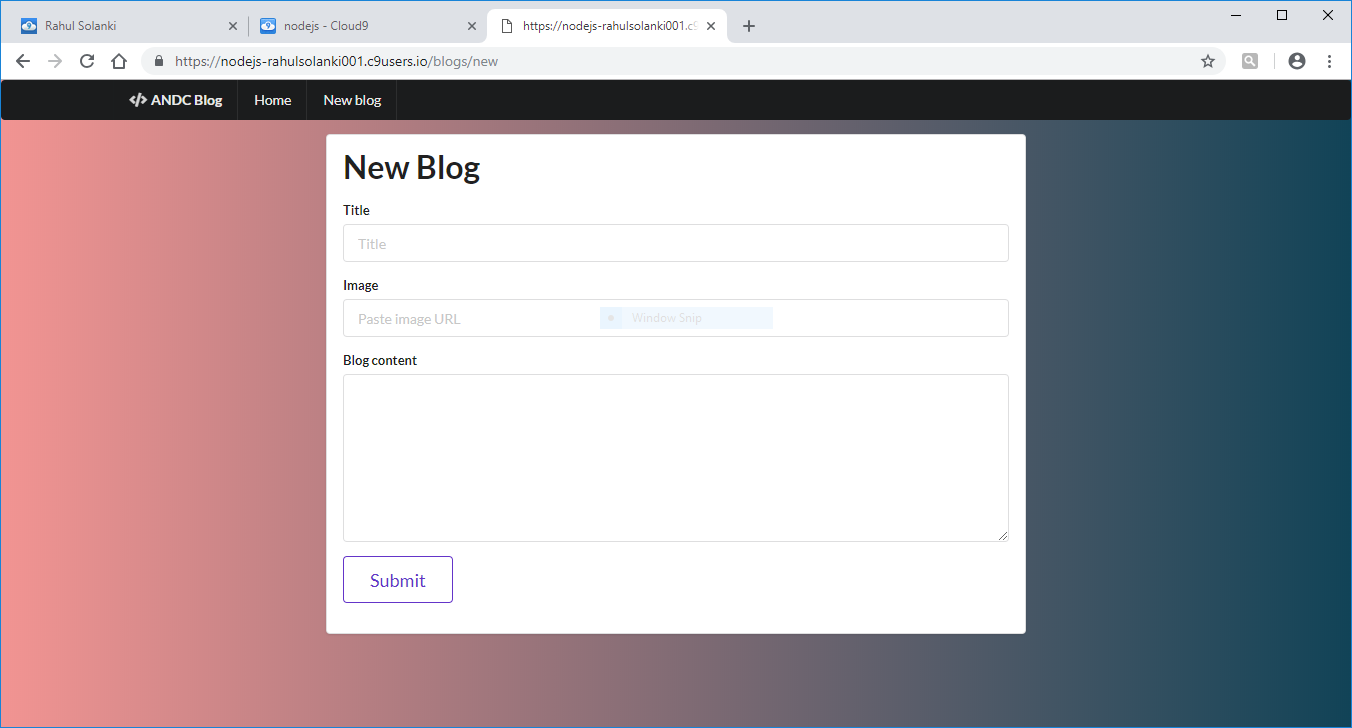 Rahul Solanki
nodejs - Cloud9
https://nodejs-rahulsolanki001.c9
https://nodejs-rahulsolanki001.c9users.io/blogs/new
ANDC Blog Home New blog
New Blog
Title
Title
Image
Paste image URL
Window Snip
Blog content
Submit